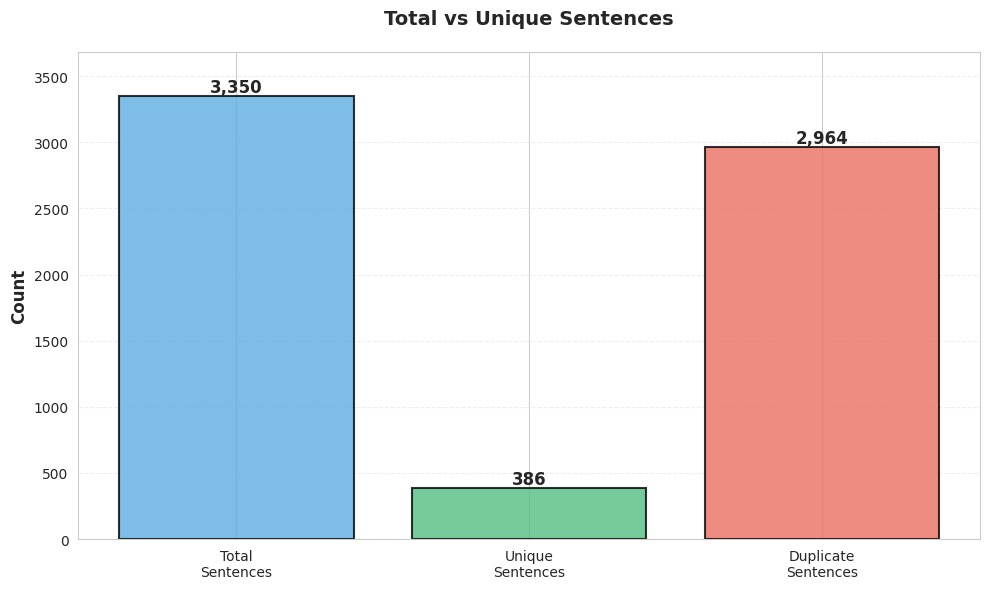 Total vs Unique Sentences
Count
3500
3000
2500
2000
1500
1000
500
0
3,350
386
2,964
Total
Sentences
Unique
Sentences
Duplicate
Sentences